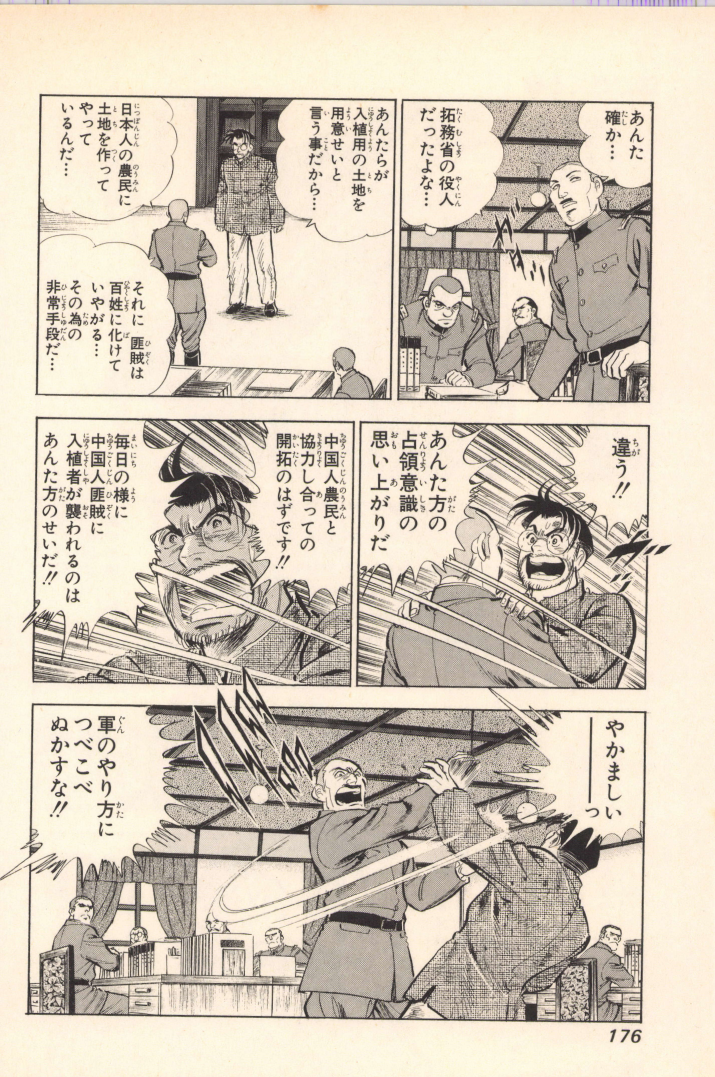 あんた
確か…
拓務省の役人
だったよな…
ガタ
ガタ
あんたらが
入植用の土地を
用意せいと
言う事だから…
日本人の農民に
土地を作って
やって
いるんだ…
それに 匪賊は
百姓に化けて
いやがる…
その為の
非常手段だ…
違う!!
あんた方の
占領意識の
思い上がりだ
中国人農民と
協力し合っての
開拓のはずです!!
毎日の様に
中国人匪賊に
入植者が襲われるのは
あんた方のせいだ!!
やかましい
――っ
軍のやり方に
つべこべ
ぬかすな!!
176